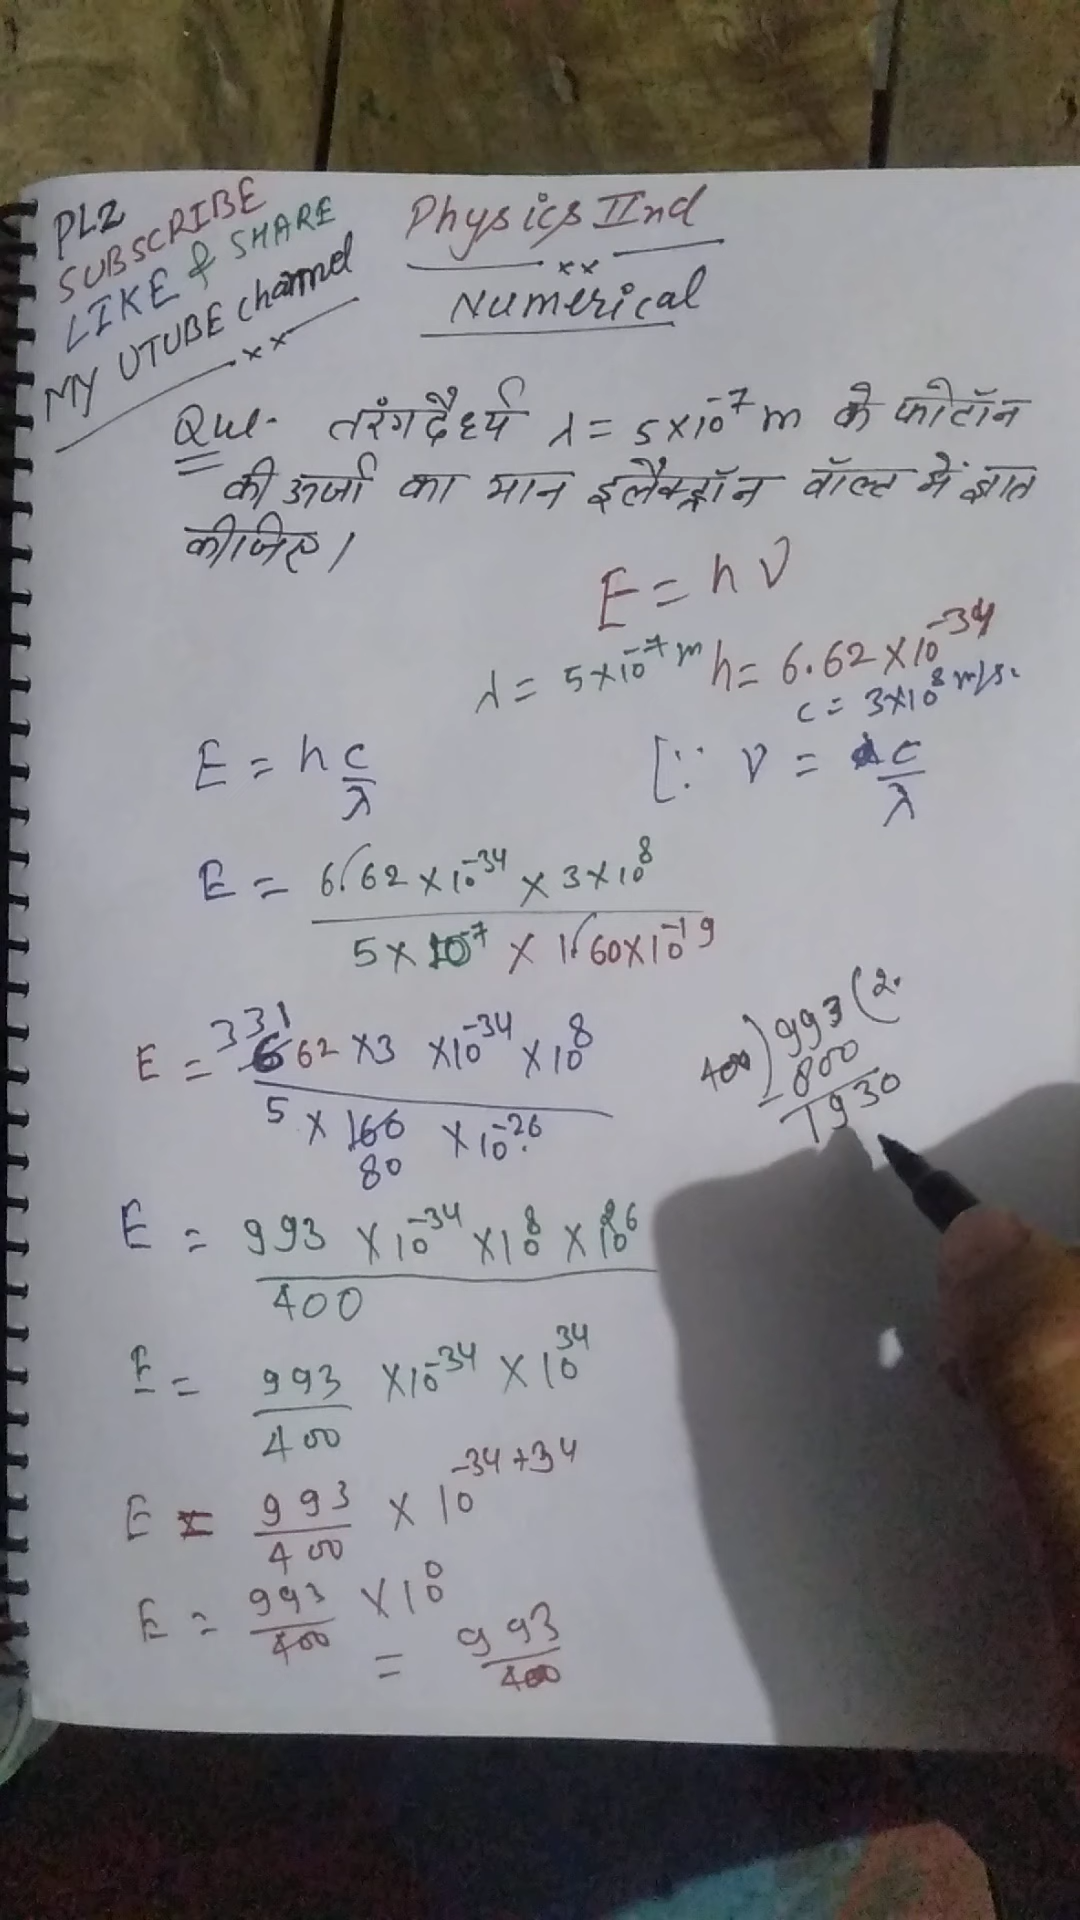 PLZ
SUBSCRIBE
LIKE & SHARE
MY UTUBE channel
Physics IInd
Numerical
Que. तरंगदैर्ध्य λ = 5×10⁻⁷ m के फोटॉन
की ऊर्जा का मान इलैक्ट्रॉन वॉल्ट में ज्ञात
कीजिए।
E = hν
λ = 5×10⁻⁷ m h = 6.62×10⁻³⁴
c = 3×10⁸ m/s.
E = h c/λ [∵ ν = c/λ
E = 6.62×10⁻³⁴ × 3×10⁸
5×10⁻⁷ × 1.60×10⁻¹⁹
331
E = 662 ×3 ×10⁻³⁴ ×10⁸
5 × 160 ×10⁻²⁶
80
400)993(2.
800
1930
E = 993 ×10⁻³⁴ ×10⁸ × 10²⁶
400
E = 993 ×10⁻³⁴ × 10³⁴
400
E = 993 × 10⁻³⁴⁺³⁴
400
E = 993 ×10⁰
400
= 993
400